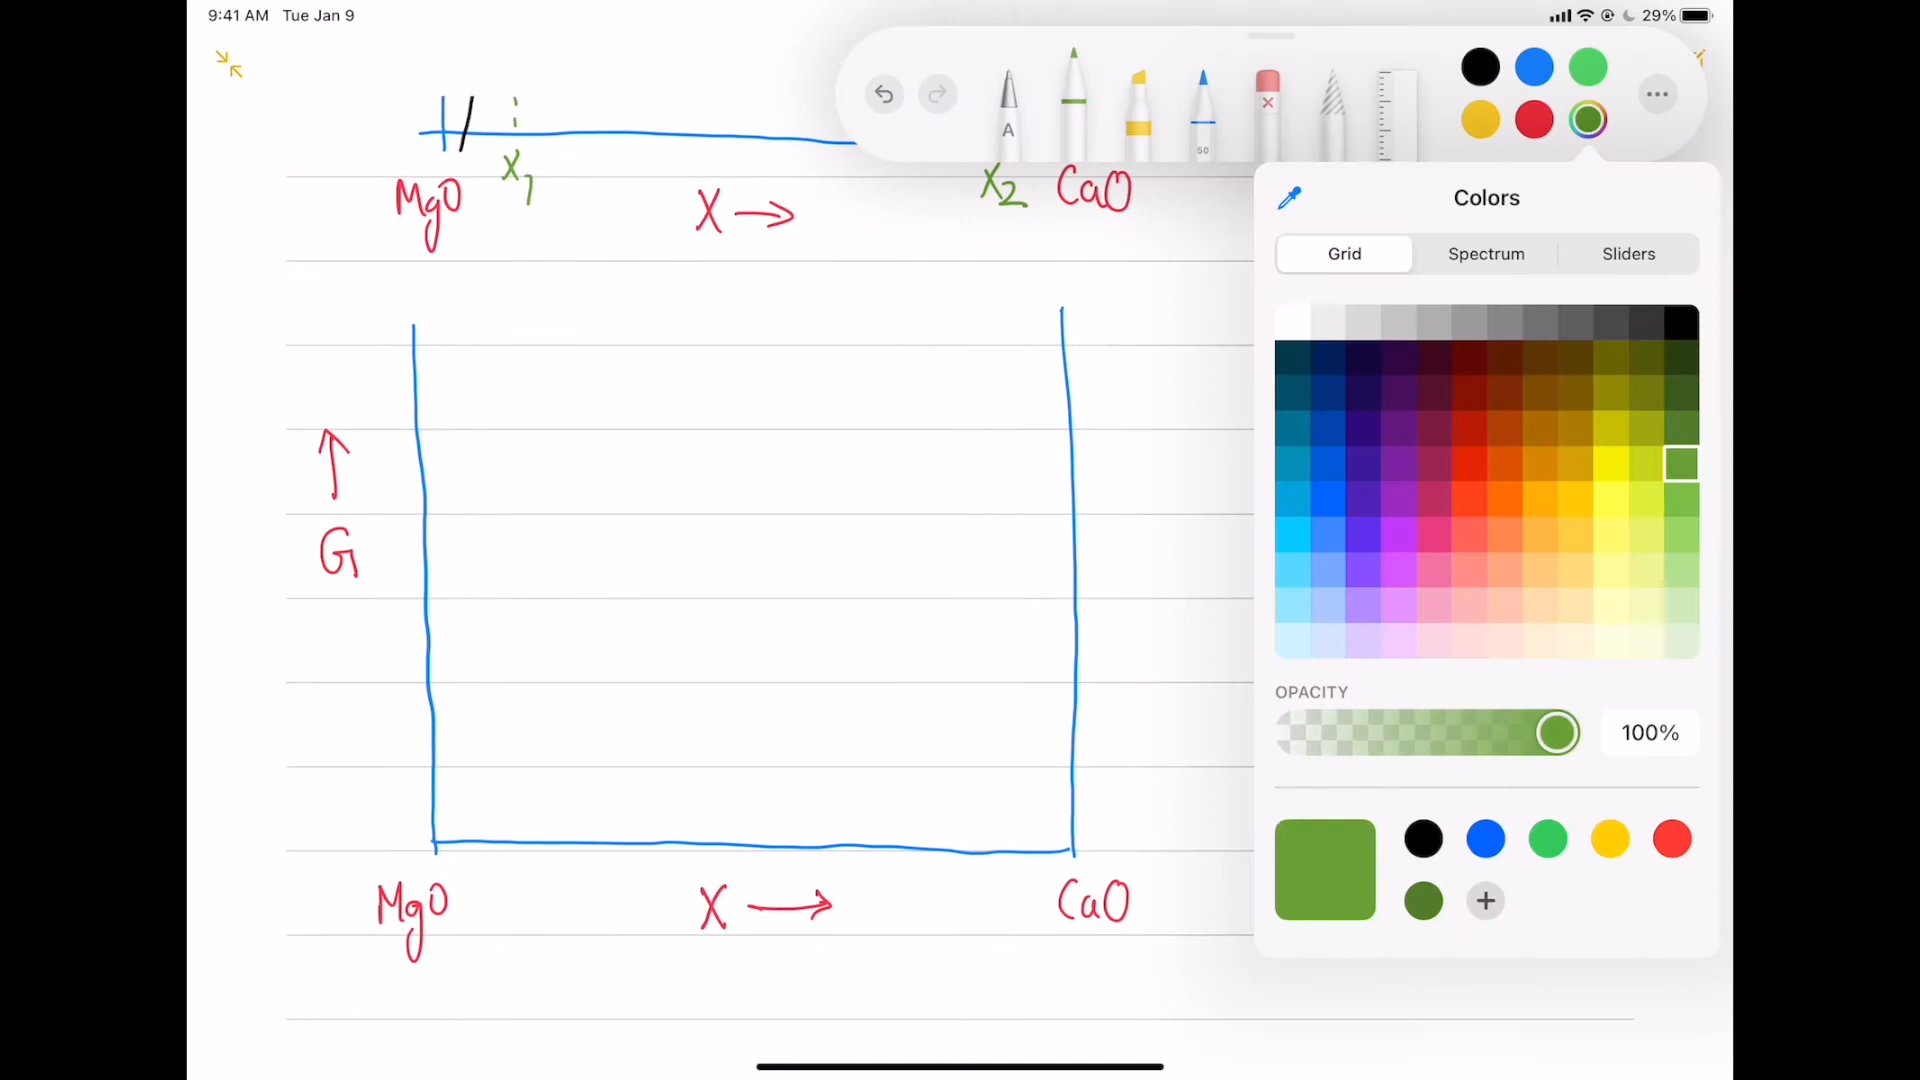 9:41 AM Tue Jan 9
29%
A
50
X1
X2
MgO
X →
CaO
Colors
Grid
Spectrum
Sliders
G
OPACITY
100%
MgO
X →
CaO